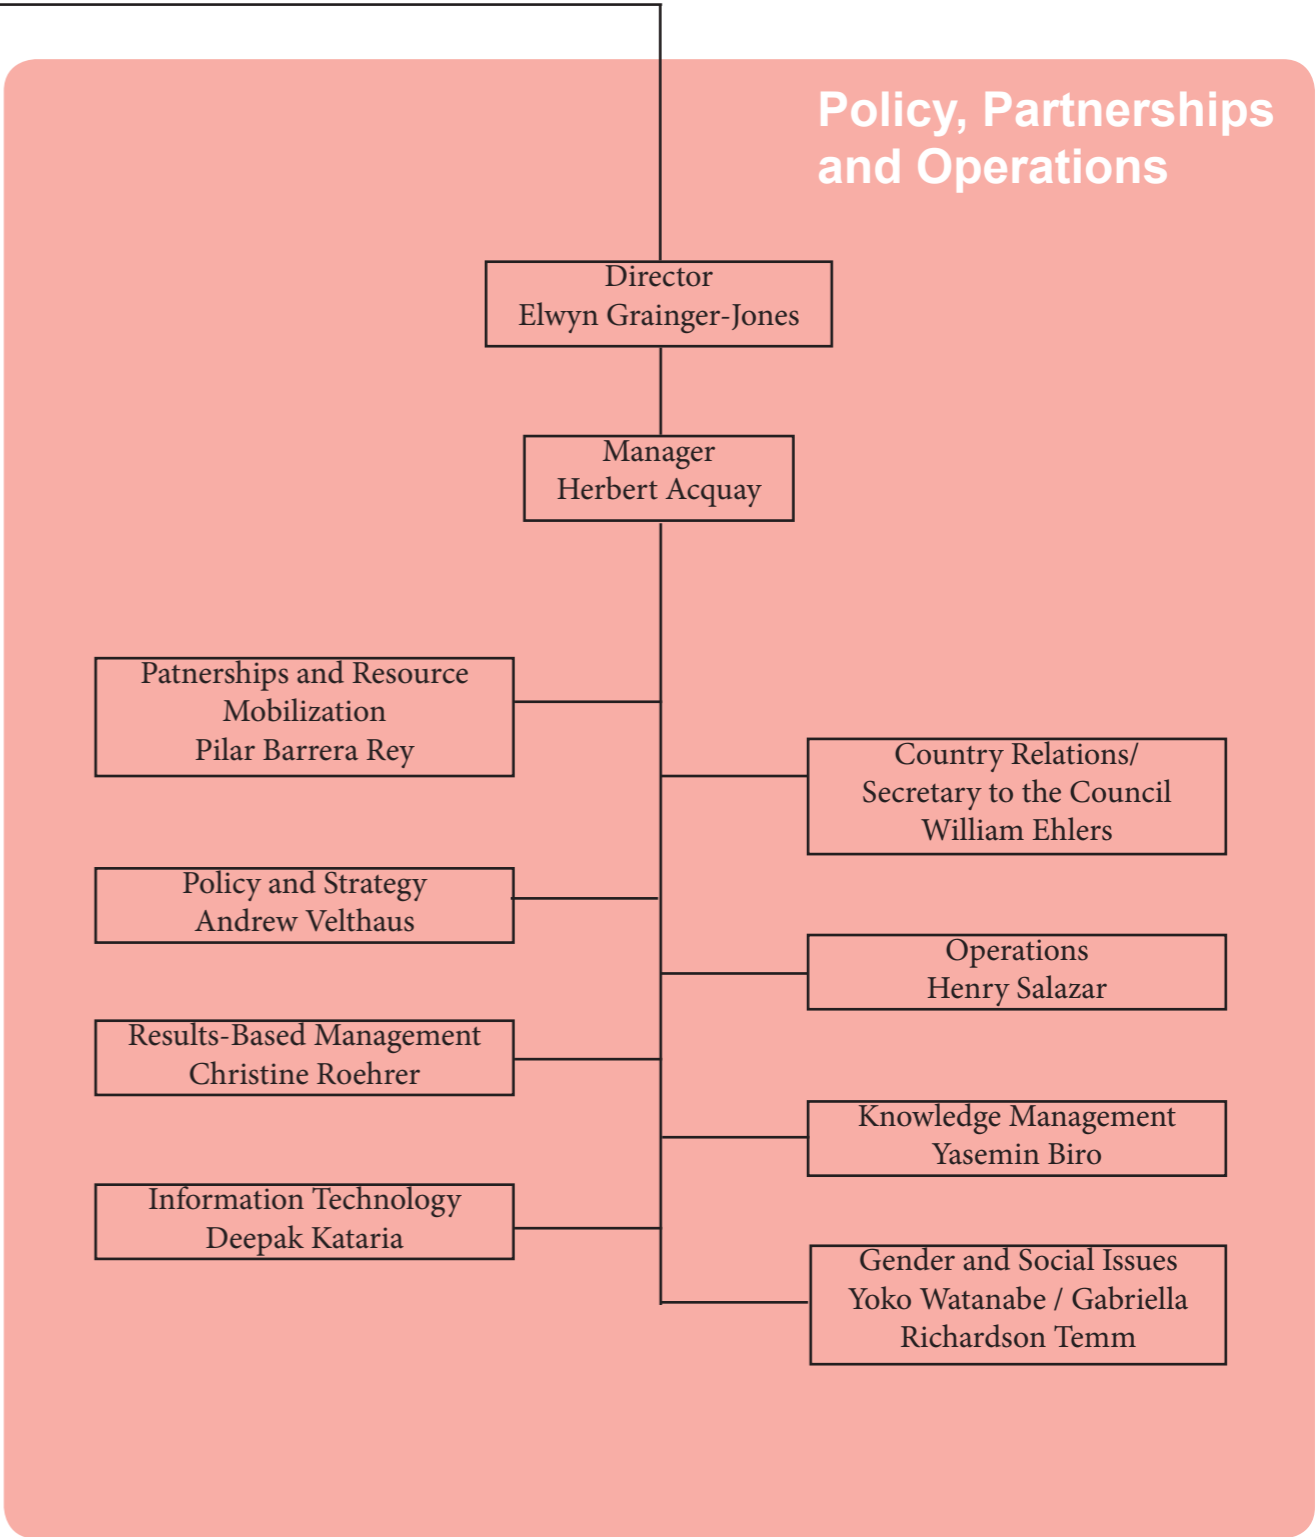 Policy, Partnerships
and Operations
Director
Elwyn Grainger-Jones
Manager
Herbert Acquay
Patnerships and Resource
Mobilization
Pilar Barrera Rey
Country Relations/
Secretary to the Council
William Ehlers
Policy and Strategy
Andrew Velthaus
Operations
Henry Salazar
Results-Based Management
Christine Roehrer
Knowledge Management
Yasemin Biro
Information Technology
Deepak Kataria
Gender and Social Issues
Yoko Watanabe / Gabriella
Richardson Temm